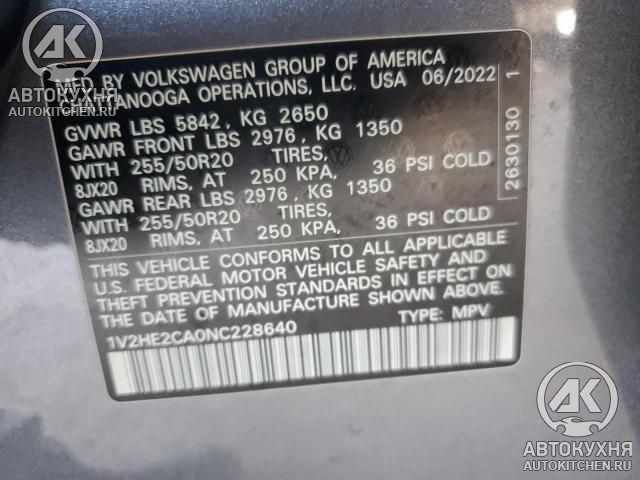 MFD BY VOLKSWAGEN GROUP OF AMERICA
CHATTANOOGA OPERATIONS, LLC. USA 06/2022 1
GVWR LBS 5842, KG 2650
GAWR FRONT LBS 2976, KG 1350
WITH 255/50R20 TIRES,
8JX20 RIMS, AT 250 KPA, 36 PSI COLD
GAWR REAR LBS 2976, KG 1350
WITH 255/50R20 TIRES,
8JX20 RIMS, AT 250 KPA, 36 PSI COLD
THIS VEHICLE CONFORMS TO ALL APPLICABLE
U.S. FEDERAL MOTOR VEHICLE SAFETY AND
THEFT PREVENTION STANDARDS IN EFFECT ON
THE DATE OF MANUFACTURE SHOWN ABOVE.
1V2HE2CA0NC228640 TYPE: MPV
2630130
АК
АВТОКУХНЯ
AUTOKITCHEN.RU
АК
АВТОКУХНЯ
AUTOKITCHEN.RU